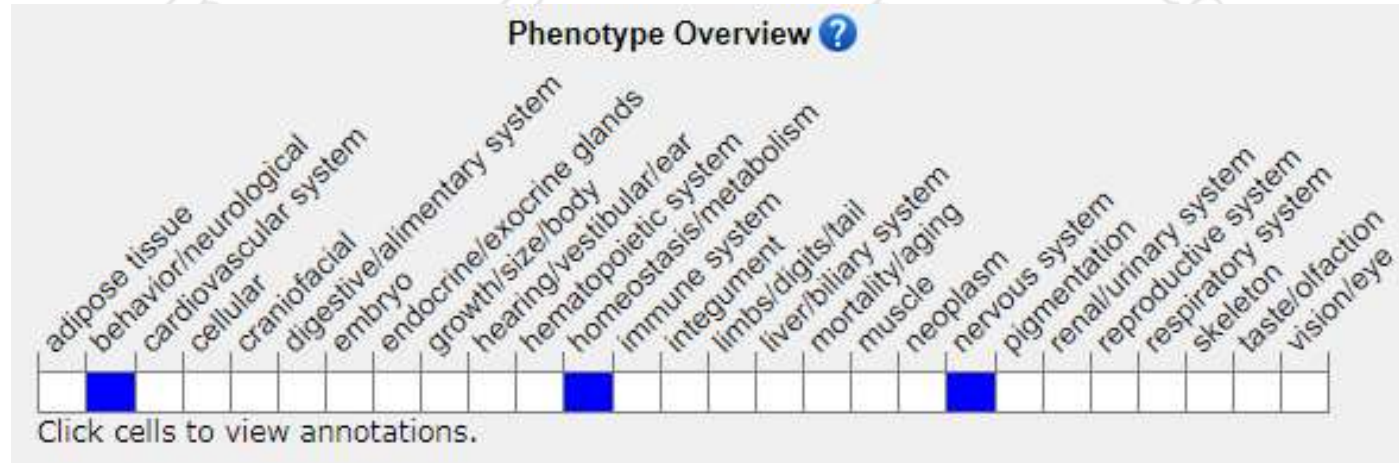 Phenotype Overview ?
adipose tissue
behavior/neurological
cardiovascular system
cellular
craniofacial
digestive/alimentary system
embryo
endocrine/exocrine glands
growth/size/body
hearing/vestibular/ear
hematopoietic system
homeostasis/metabolism
immune system
integument
limbs/digits/tail
liver/biliary system
mortality/aging
muscle
neoplasm
nervous system
pigmentation
renal/urinary system
reproductive system
respiratory system
skeleton
taste/olfaction
vision/eye
Click cells to view annotations.